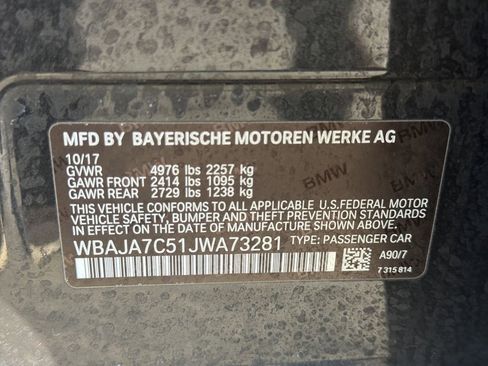 MFD BY BAYERISCHE MOTOREN WERKE AG
10/17
GVWR 4976 lbs 2257 kg
GAWR FRONT 2414 lbs 1095 kg
GAWR REAR 2729 lbs 1238 kg
THIS VEHICLE CONFORMS TO ALL APPLICABLE U.S.FEDERAL MOTOR
VEHICLE SAFETY, BUMPER AND THEFT PREVENTION STANDARDS
IN EFFECT ON THE DATE OF MANUFACTURE SHOWN ABOVE.
WBAJA7C51JWA73281 TYPE: PASSENGER CAR
A90/7
7 315 814
BMW
BMW